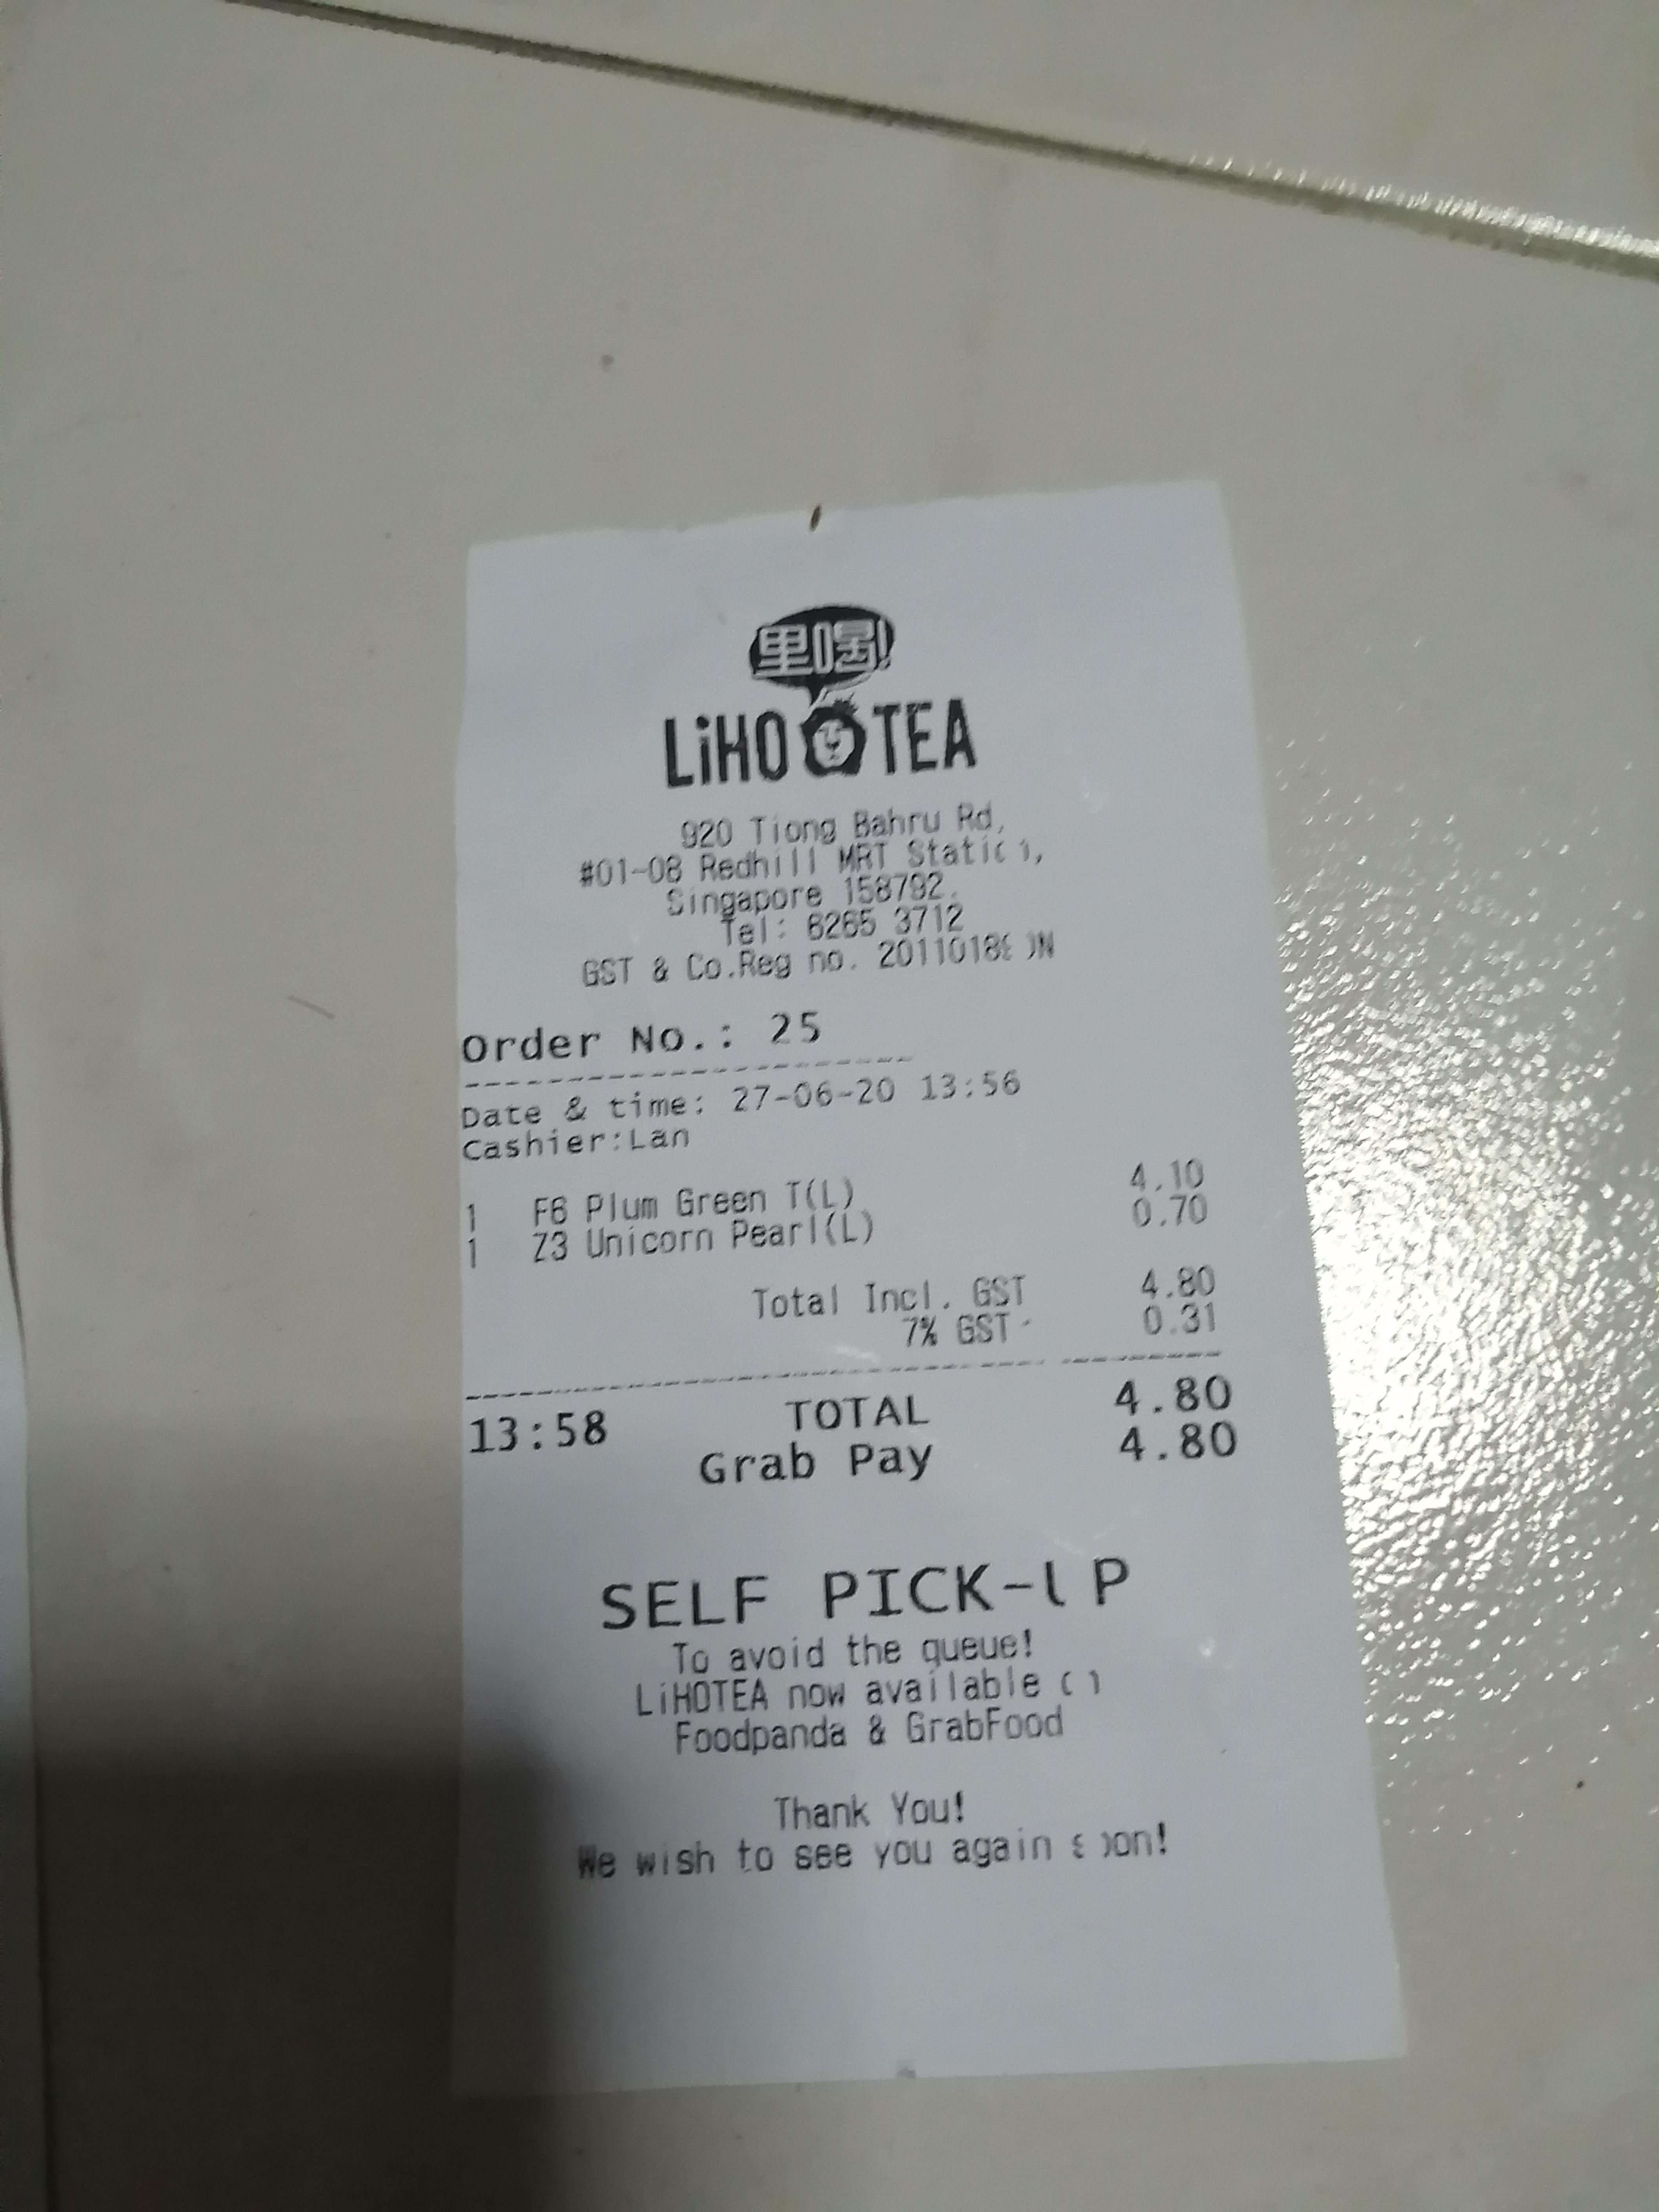 里喝!
LiHO TEA
920 Tiong Bahru Rd,
#01-08 Redhill MRT
Singapore 158792.
Tel: 6265 3712
GST & Co.Reg no.
Order No.: 25
Date & time: 27-06-20 13:56
Cashier:Lan
1 F6 Plum Green T(L) 4.10
1 Z3 Unicorn Pearl(L) 0.70
Total Incl. GST 4.80
7% GST 0.31
13:58 TOTAL 4.80
Grab Pay 4.80
SELF PICK-UP
To avoid the queue!
LiHOTEA now available on
Foodpanda & GrabFood
Thank You!
We wish to see you again soon!